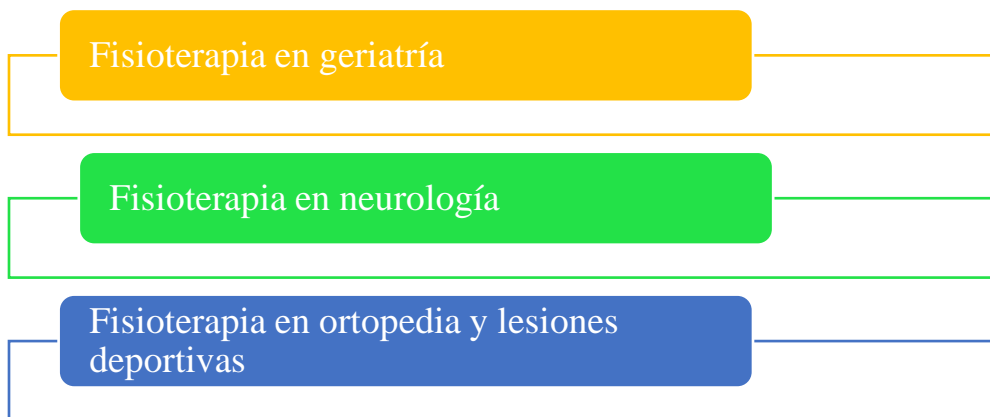 Fisioterapia en geriatría
Fisioterapia en neurología
Fisioterapia en ortopedia y lesiones
deportivas